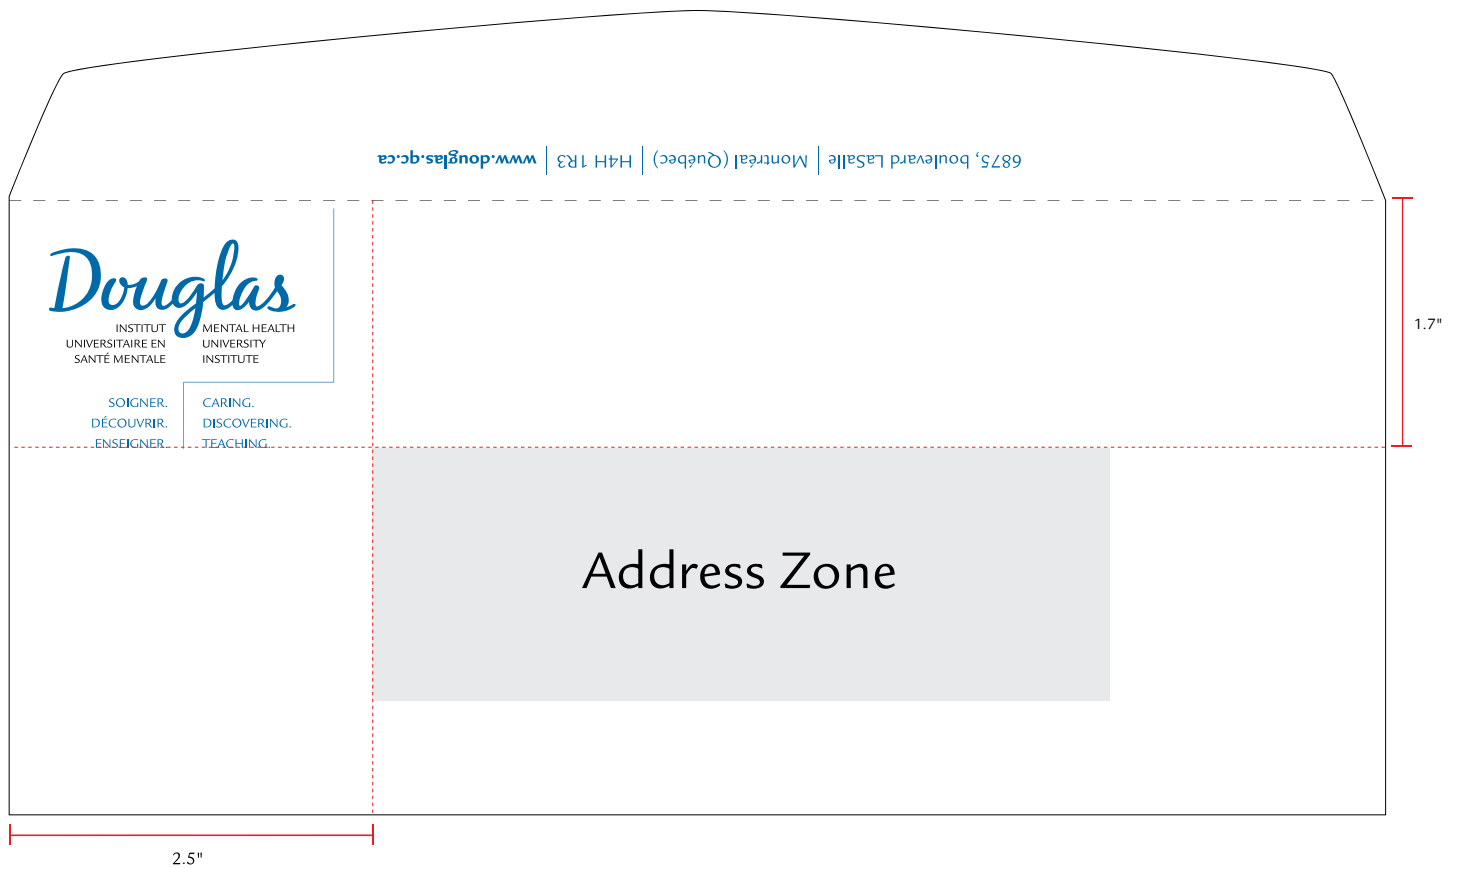 6875, boulevard LaSalle | Montréal (Québec) | H4H 1R3 | www.douglas.qc.ca
Douglas
INSTITUT
UNIVERSITAIRE EN
SANTÉ MENTALE
MENTAL HEALTH
UNIVERSITY
INSTITUTE
SOIGNER.
DÉCOUVRIR.
ENSEIGNER.
CARING.
DISCOVERING.
TEACHING.
1.7"
Address Zone
2.5"